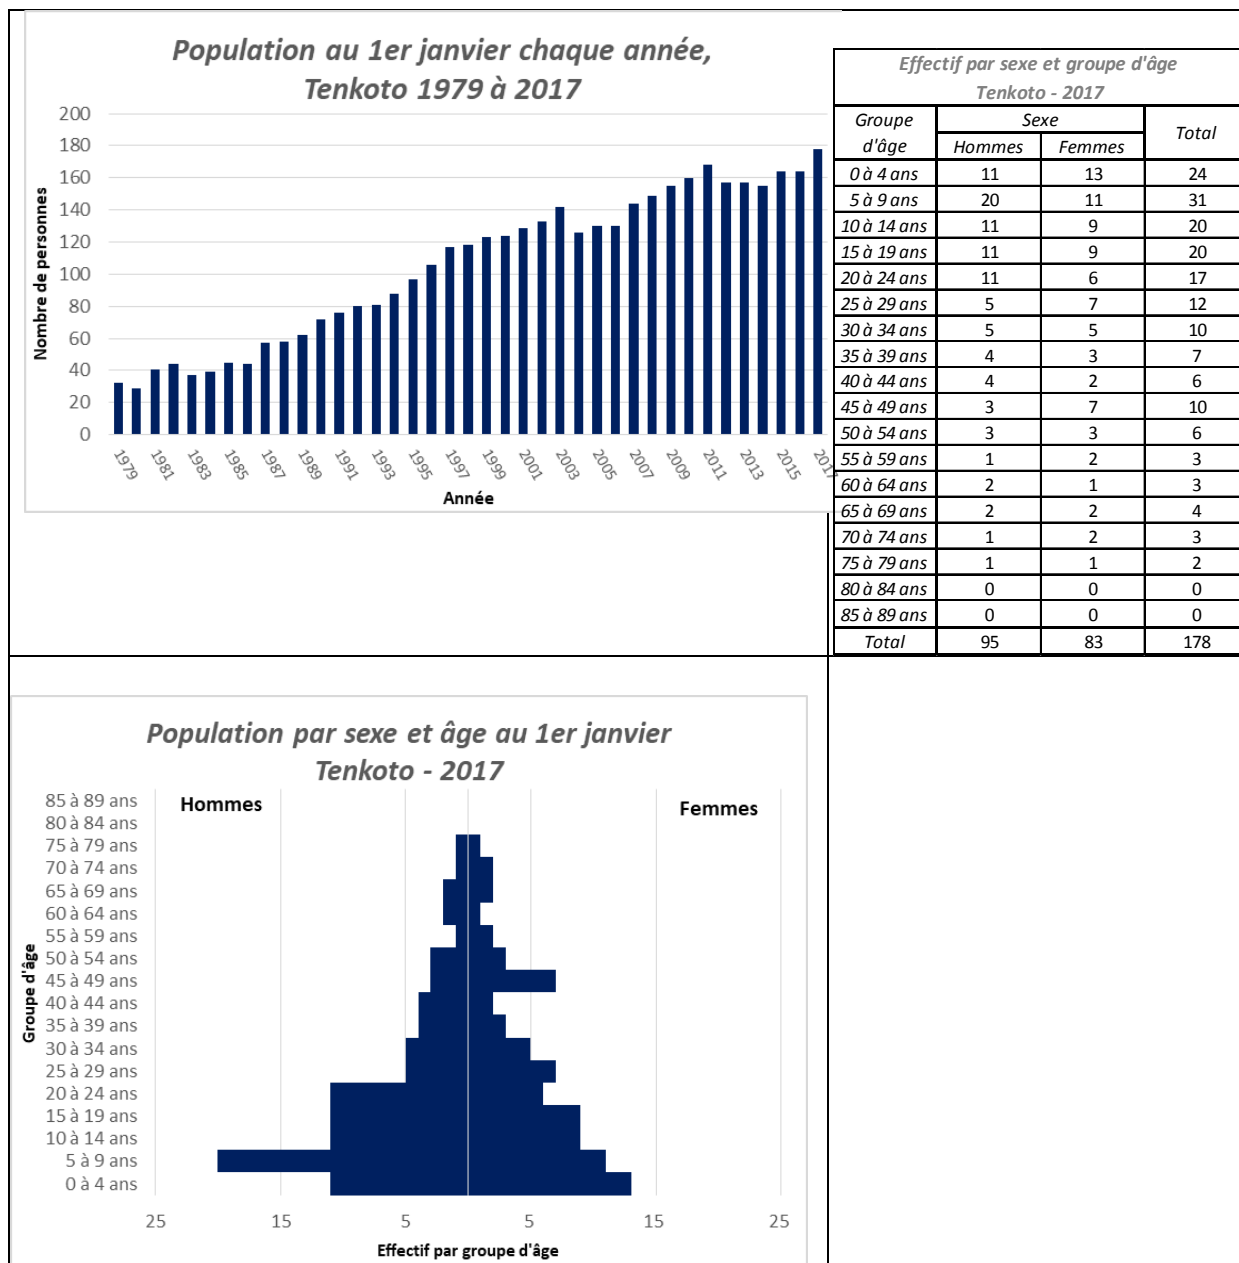 Population au 1er janvier chaque année,
Tenkoto 1979 à 2017
200
180
160
140
120
100
80
60
40
20
0
Nombre de personnes
1979 1981 1983 1985 1987 1989 1991 1993 1995 1997 1999 2001 2003 2005 2007 2009 2011 2013 2015 2017
Année
Effectif par sexe et groupe d'âge
Tenkoto - 2017
Groupe d'âge Sexe Total
Hommes Femmes
0 à 4 ans 11 13 24
5 à 9 ans 20 11 31
10 à 14 ans 11 9 20
15 à 19 ans 11 9 20
20 à 24 ans 11 6 17
25 à 29 ans 5 7 12
30 à 34 ans 5 5 10
35 à 39 ans 4 3 7
40 à 44 ans 4 2 6
45 à 49 ans 3 7 10
50 à 54 ans 3 3 6
55 à 59 ans 1 2 3
60 à 64 ans 2 1 3
65 à 69 ans 2 2 4
70 à 74 ans 1 2 3
75 à 79 ans 1 1 2
80 à 84 ans 0 0 0
85 à 89 ans 0 0 0
Total 95 83 178
Population par sexe et âge au 1er janvier
Tenkoto - 2017
Hommes Femmes
85 à 89 ans
80 à 84 ans
75 à 79 ans
70 à 74 ans
65 à 69 ans
60 à 64 ans
55 à 59 ans
50 à 54 ans
45 à 49 ans
40 à 44 ans
35 à 39 ans
30 à 34 ans
25 à 29 ans
20 à 24 ans
15 à 19 ans
10 à 14 ans
5 à 9 ans
0 à 4 ans
Groupe d'âge
25 15 5 5 15 25
Effectif par groupe d'âge